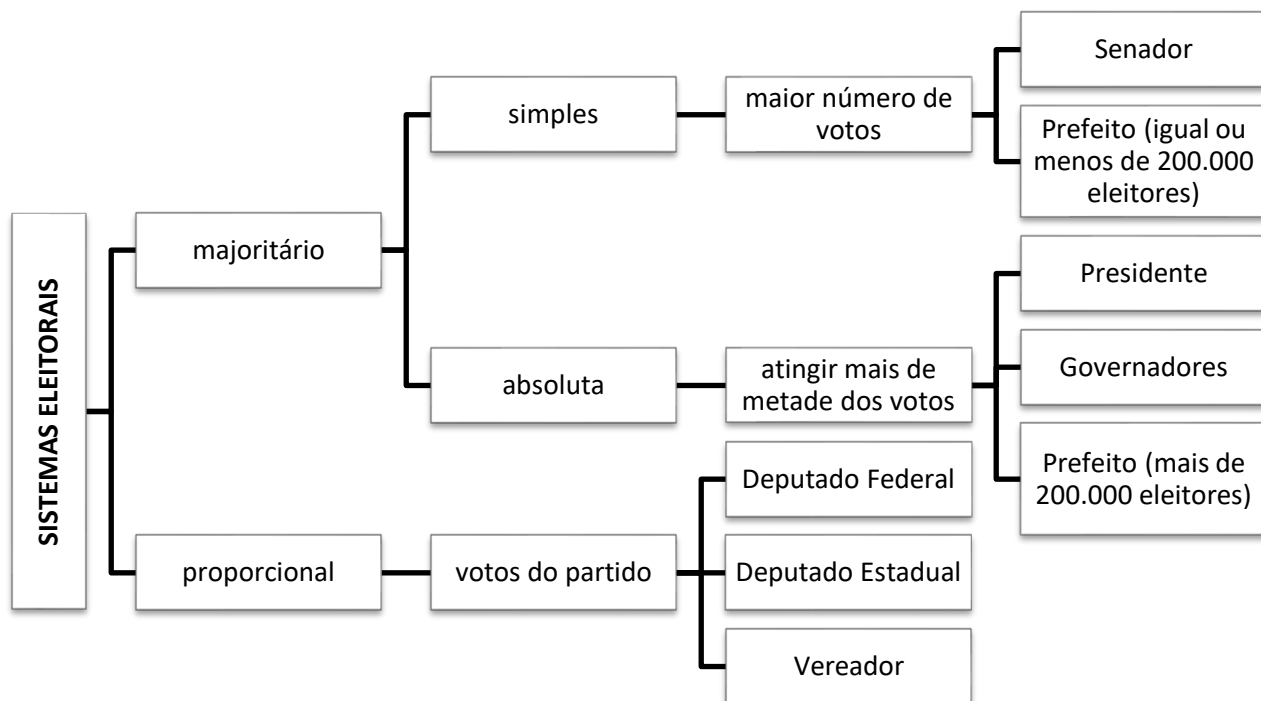 SISTEMAS ELEITORAIS
majoritário
simples
maior número de
votos
Senador
Prefeito (igual ou
menos de 200.000
eleitores)
absoluta
atingir mais de
metade dos votos
Presidente
Governadores
Prefeito (mais de
200.000 eleitores)
proporcional
votos do partido
Deputado Federal
Deputado Estadual
Vereador